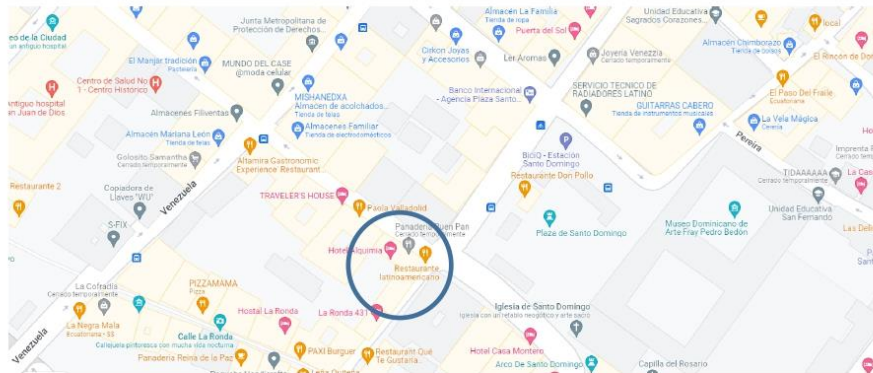 Almacén La Familia
Tienda de ropa
Unidad Educativa
Sagrados Corazones...
local
Junta Metropolitana de
Protección de Derechos...
Puerta del Sol
eo de la Ciudad
un antiguo hospital
El Manjar tradición
Pastelería
Cirkon Joyas
y Accesorios
Ler Aromas
Joyería Venezzia
Cerrado temporalmente
Almacén Chimborazo
Tienda de bolsos
El Rincón de Don
MUNDO DEL CASE
@moda celular
Centro de Salud No
1 - Centro Histórico
MISHANEDXA
Almacen de acolchados...
Tienda de telas
Banco Internacional
- Agencia Plaza Santo...
SERVICIO TECNICO DE
RADIADORES LATINO
El Paso Del Fraile
Ecuatoriana
Antiguo hospital
an Juan de Dios
Almacenes Filiventas
GUITARRAS CABERO
Tienda de instrumentos musicales
La Vela Mágica
Cerería
Almacén Mariana León
Tienda de telas
Almacenes Familiar
Tienda de electrodomésticos
Pereira
Golosito Samantha
Cerrado temporalmente
Altamira Gastronomic
Experience Restaurant...
BiciQ - Estación
Santo Domingo
Imprenta
Cerrado
Restaurante 2
Copiadora de
Llaves "WU"
Venezuela
Restaurante Don Pollo
TIDAAAAAA
Cerrado temporalmente
La Cas
TRAVELER'S HOUSE
Paola Valladolid
Unidad Educativa
San Fernando
S-FIX
Panadería Buen Pan
Cerrado temporalmente
Plaza de Santo Domingo
Museo Dominicano de
Arte Fray Pedro Bedón
Las Deli
Hotel Alquimia
Restaurante
latinoamericano
La Cofradía
Cerrado temporalmente
PIZZAMAMA
Pizza
Hostal La Ronda
La Ronda 431
Iglesia de Santo Domingo
Iglesia con un retablo neogótico y arte sacro
La Negra Mala
Ecuatoriana • $$
Calle La Ronda
Callejuela pintoresca con mucha vida nocturna
Venezuela
Panadería Reina de la Paz
PAXI Burguer
Restaurant Qué
Te Gustaría...
Hotel Casa Montero
Arco De Santo Domingo
Capilla del Rosario